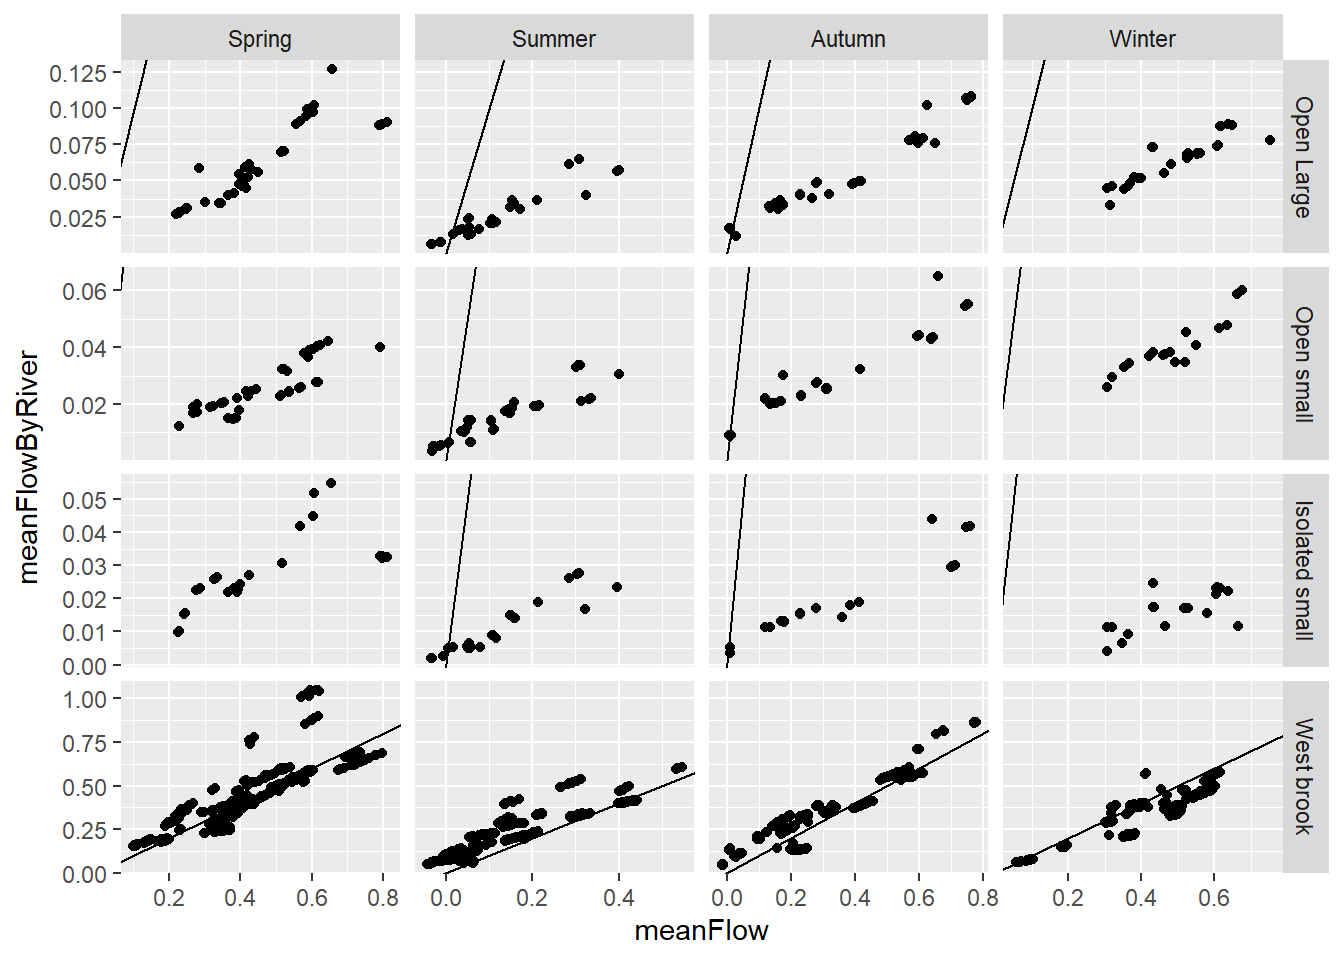 Spring Summer Autumn Winter
0.125
0.100
0.075
0.050
0.025
Open Large
0.06
0.04
0.02
Open small
0.05
0.04
0.03
0.02
0.01
0.00
Isolated small
1.00
0.75
0.50
0.25
0.00
West brook
0.2 0.4 0.6 0.8 0.0 0.2 0.4 0.0 0.2 0.4 0.6 0.8 0.2 0.4 0.6
meanFlow
meanFlowByRiver